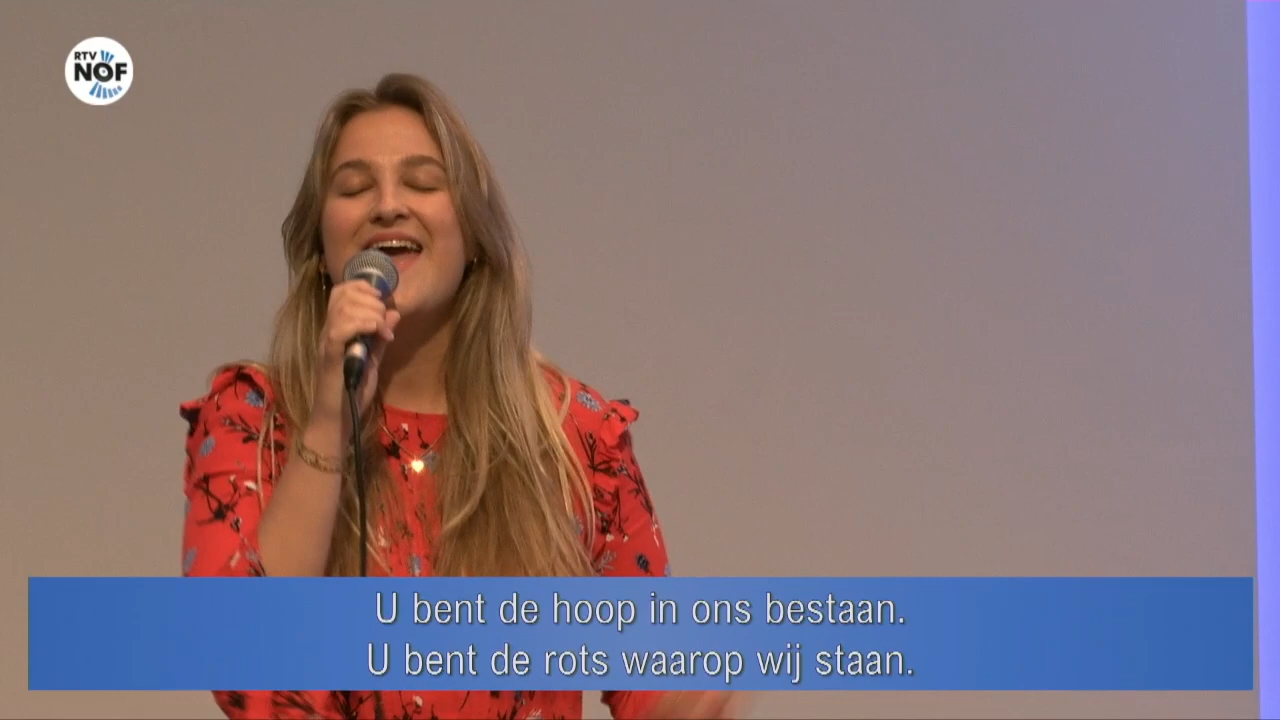 RTV
NOF
U bent de hoop in ons bestaan.
U bent de rots waarop wij staan.